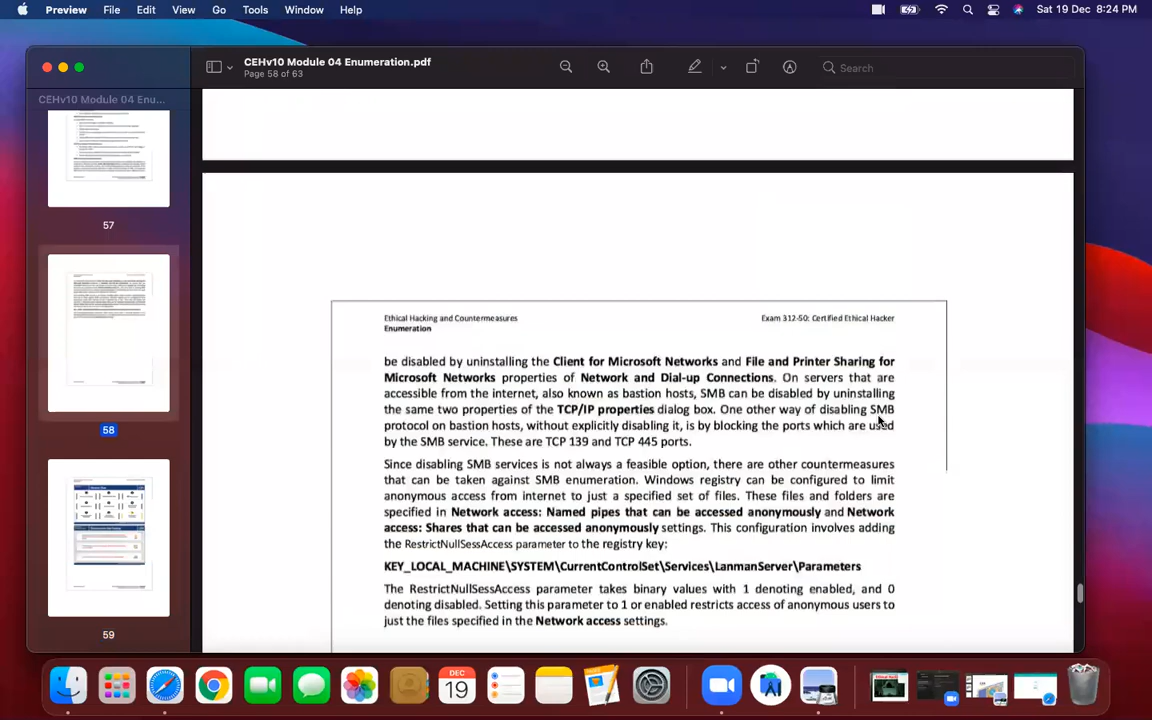 Preview File Edit View Go Tools Window Help Sat 19 Dec 8:24 PM
CEHv10 Module 04 Enumeration.pdf
Page 58 of 63
Search
CEHv10 Module 04 Enu...
57
58
59
Ethical Hacking and Countermeasures Exam 312-50: Certified Ethical Hacker
Enumeration
be disabled by uninstalling the Client for Microsoft Networks and File and Printer Sharing for
Microsoft Networks properties of Network and Dial-up Connections. On servers that are
accessible from the internet, also known as bastion hosts, SMB can be disabled by uninstalling
the same two properties of the TCP/IP properties dialog box. One other way of disabling SMB
protocol on bastion hosts, without explicitly disabling it, is by blocking the ports which are used
by the SMB service. These are TCP 139 and TCP 445 ports.
Since disabling SMB services is not always a feasible option, there are other countermeasures
that can be taken against SMB enumeration. Windows registry can be configured to limit
anonymous access from internet to just a specified set of files. These files and folders are
specified in Network access: Named pipes that can be accessed anonymously and Network
access: Shares that can be accessed anonymously settings. This configuration involves adding
the RestrictNullSessAccess parameter to the registry key:
KEY_LOCAL_MACHINE\SYSTEM\CurrentControlSet\Services\LanmanServer\Parameters
The RestrictNullSessAccess parameter takes binary values with 1 denoting enabled, and 0
denoting disabled. Setting this parameter to 1 or enabled restricts access of anonymous users to
just the files specified in the Network access settings.
DEC
19